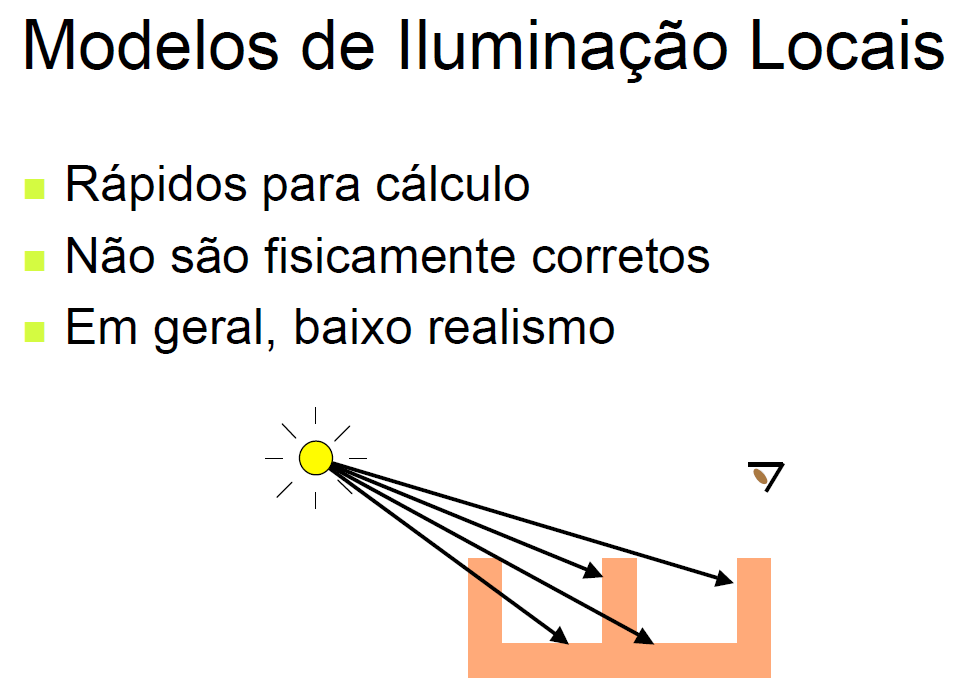 Modelos de Iluminação Locais
Rápidos para cálculo
Não são fisicamente corretos
Em geral, baixo realismo